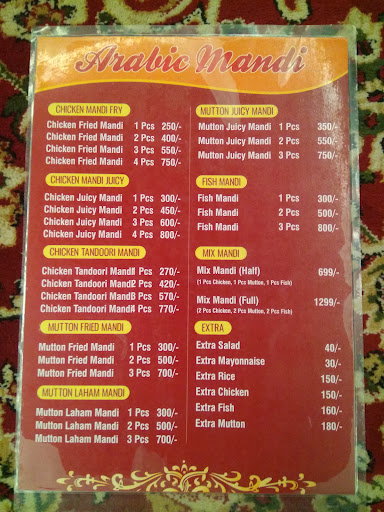 Arabic Mandi
CHICKEN MANDI FRY
Chicken Fried Mandi 1 Pcs 250/-
Chicken Fried Mandi 2 Pcs 400/-
Chicken Fried Mandi 3 Pcs 550/-
Chicken Fried Mandi 4 Pcs 750/-
CHICKEN MANDI JUICY
Chicken Juicy Mandi 1 Pcs 300/-
Chicken Juicy Mandi 2 Pcs 450/-
Chicken Juicy Mandi 3 Pcs 600/-
Chicken Juicy Mandi 4 Pcs 800/-
CHICKEN TANDOORI MANDI
Chicken Tandoori Mandi 1 Pcs 270/-
Chicken Tandoori Mandi 2 Pcs 420/-
Chicken Tandoori Mandi 3 Pcs 570/-
Chicken Tandoori Mandi 4 Pcs 770/-
MUTTON FRIED MANDI
Mutton Fried Mandi 1 Pcs 300/-
Mutton Fried Mandi 2 Pcs 500/-
Mutton Fried Mandi 3 Pcs 700/-
MUTTON LAHAM MANDI
Mutton Laham Mandi 1 Pcs 300/-
Mutton Laham Mandi 2 Pcs 500/-
Mutton Laham Mandi 3 Pcs 700/-
MUTTON JUICY MANDI
Mutton Juicy Mandi 1 Pcs 350/-
Mutton Juicy Mandi 2 Pcs 550/-
Mutton Juicy Mandi 3 Pcs 750/-
FISH MANDI
Fish Mandi 1 Pcs 300/-
Fish Mandi 2 Pcs 500/-
Fish Mandi 3 Pcs 800/-
MIX MANDI
Mix Mandi (Half) 699/-
(1 Pcs Chicken, 1 Pcs Mutton, 1 Pcs Fish)
Mix Mandi (Full) 1299/-
(2 Pcs Chicken, 2 Pcs Mutton, 2 Pcs Fish)
EXTRA
Extra Salad 40/-
Extra Mayonnaise 30/-
Extra Rice 150/-
Extra Chicken 150/-
Extra Fish 160/-
Extra Mutton 180/-